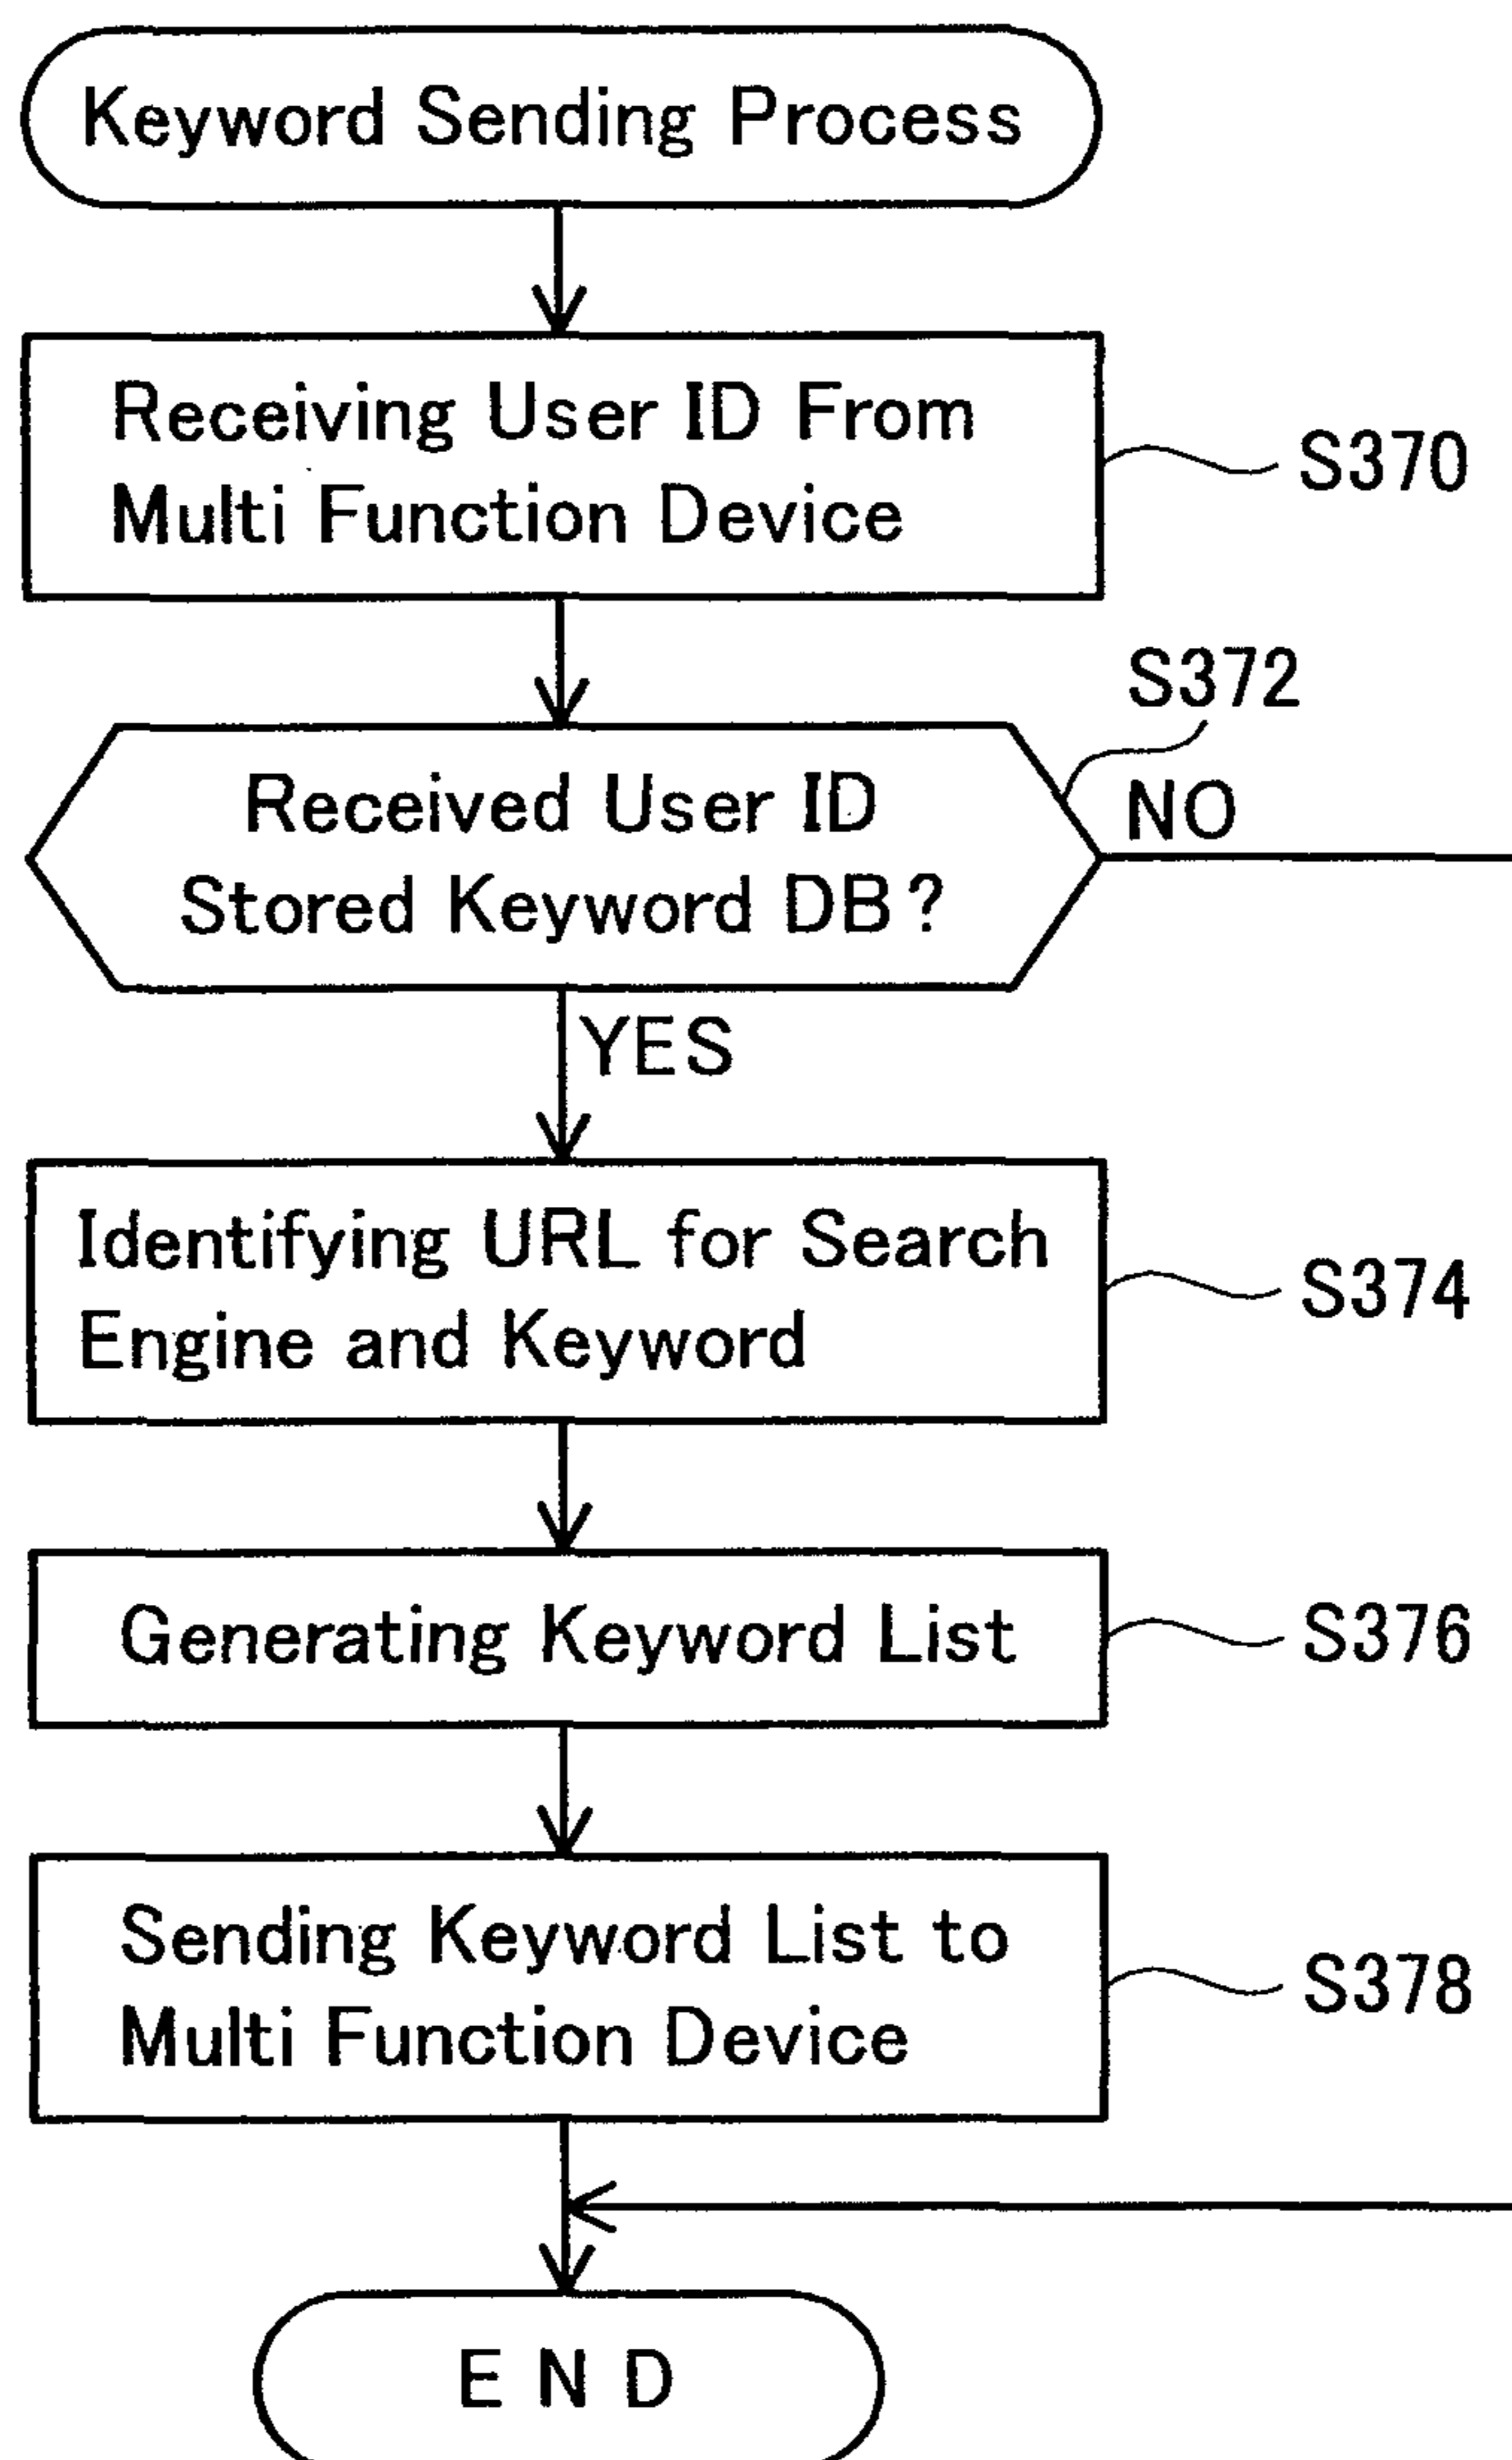 Keyword Sending Process
Receiving User ID From
Multi Function Device
S370
S372
Received User ID
Stored Keyword DB?
NO
YES
Identifying URL for Search
Engine and Keyword
S374
Generating Keyword List
S376
Sending Keyword List to
Multi Function Device
S378
END